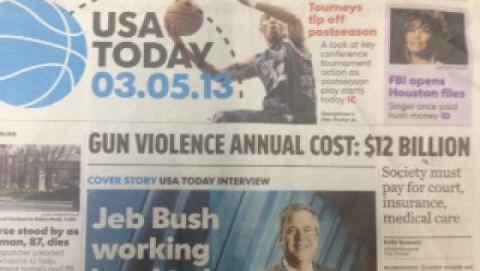 USA
TODAY
03.05.13
Tourneys
tip off
postseason
A look at key
conference
tournament
action as
postseason
play starts
today 1C
FBI opens
Houston files
Singer once paid
hush money 1D
GUN VIOLENCE ANNUAL COST: $12 BILLION
COVER STORY USA TODAY INTERVIEW
Jeb Bush
working
Society must
pay for court,
insurance,
medical care
rse stood by as
man, 87, dies